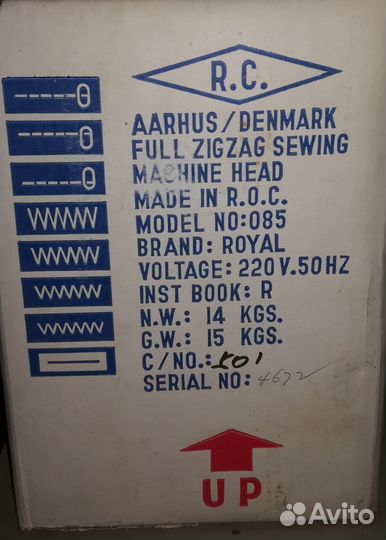 R.C.
AARHUS/DENMARK
FULL ZIGZAG SEWING
MACHINE HEAD
MADE IN R.O.C.
MODEL NO:085
BRAND: ROYAL
VOLTAGE: 220V.50HZ
INST BOOK: R
N.W.: 14 KGS.
G.W.: 15 KGS.
C/NO.: 501
SERIAL NO: 4672
UP
Avito